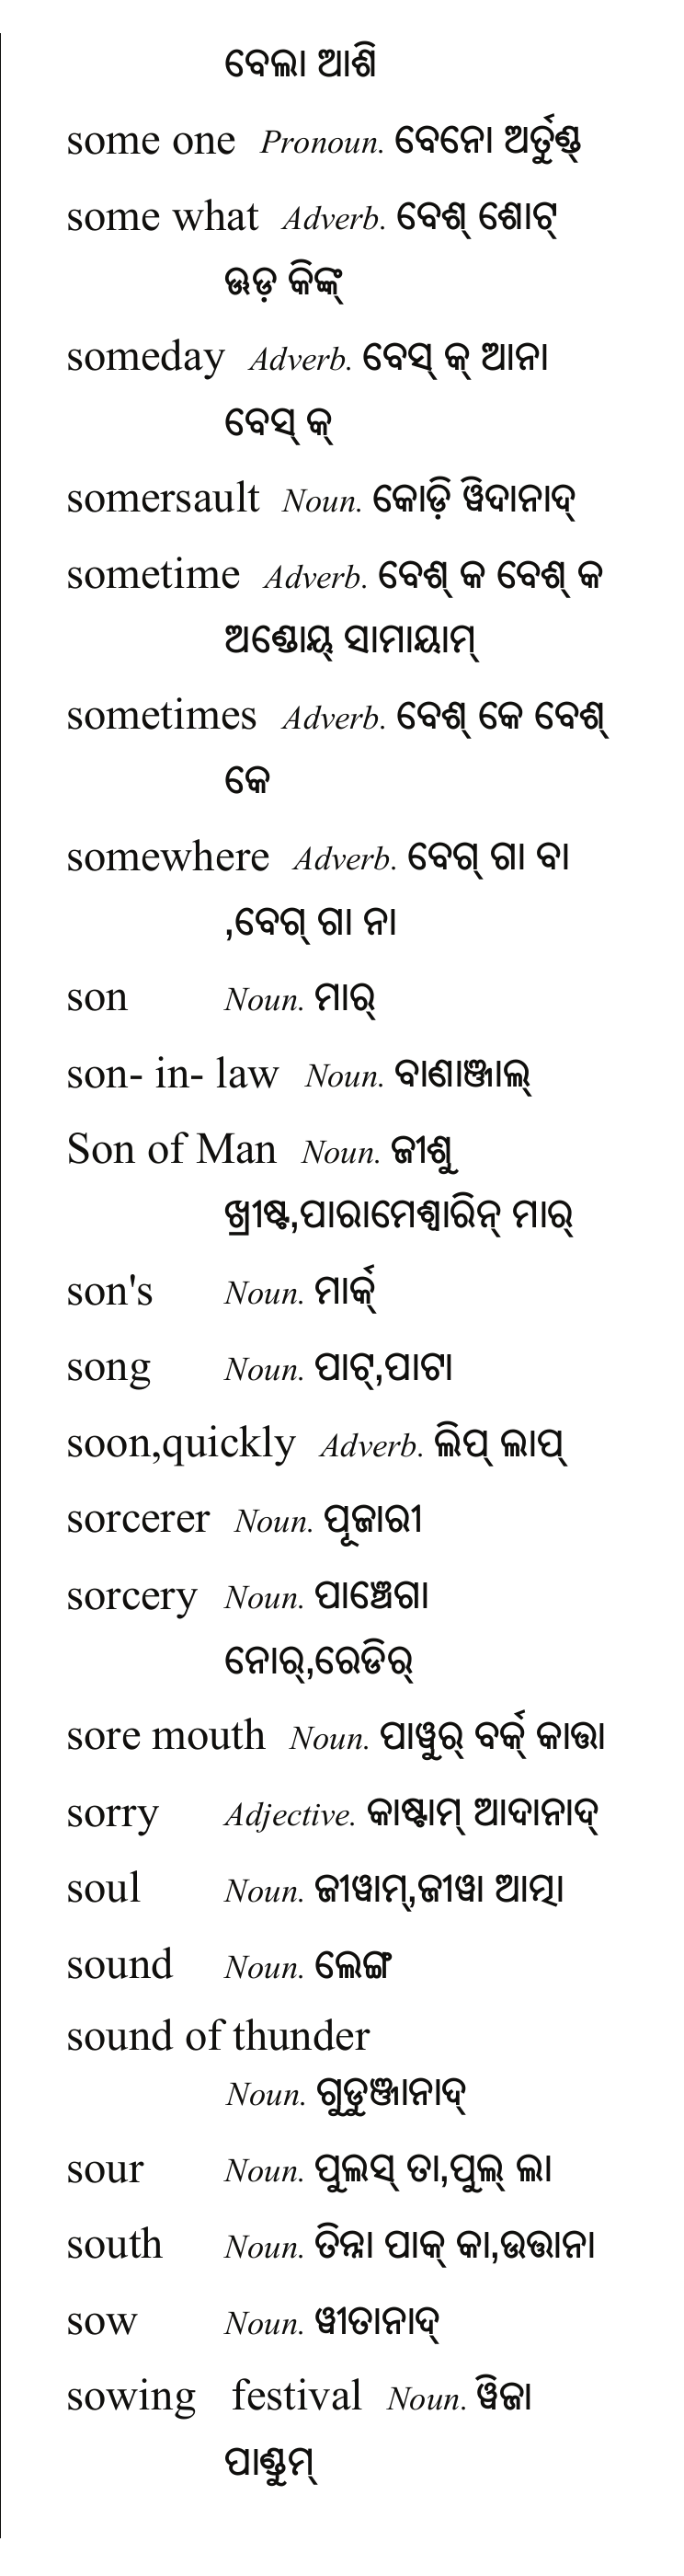 ବେଲା ଆଶି
some one Pronoun. ବେନୋ ଅର୍ତୁଣ୍ଡ୍
some what Adverb. ବେଶ୍ ଶୋଟ୍
ଊଡ଼ କିଙ୍କ୍
someday Adverb. ବେସ୍ କ୍ ଆନା
ବେସ୍ କ୍
somersault Noun. କୋଡ଼ି ୱିଦାନାଦ୍
sometime Adverb. ବେଶ୍ କ ବେଶ୍ କ
ଅଣ୍ଡୋୟ୍ ସାମାୟାମ୍
sometimes Adverb. ବେଶ୍ କେ ବେଶ୍
କେ
somewhere Adverb. ବେଗ୍ ଗା ବା
,ବେଗ୍ ଗା ନା
son Noun. ମାର୍
son- in- law Noun. ବାଣାଞ୍ଜାଲ୍
Son of Man Noun. ଜୀଶୁ
ଖ୍ରୀଷ୍ଟ,ପାରାମେଶ୍ୱାରିନ୍ ମାର୍
son's Noun. ମାର୍କ୍
song Noun. ପାଟ୍,ପାଟା
soon,quickly Adverb. ଲିପ୍ ଲାପ୍
sorcerer Noun. ପୂଜାରୀ
sorcery Noun. ପାଞ୍ଚେଗା
ନୋର୍,ରେଡିର୍
sore mouth Noun. ପାୱୁର୍ ବର୍କ୍ କାତ୍ତା
sorry Adjective. କାଷ୍ଟାମ୍ ଆଦାନାଦ୍
soul Noun. ଜୀୱାମ୍,ଜୀୱା ଆତ୍ମା
sound Noun. ଲେଙ୍ଗ
sound of thunder
Noun. ଗୁଡୁଞ୍ଜାନାଦ୍
sour Noun. ପୁଲସ୍ ତା,ପୁଲ୍ ଲା
south Noun. ତିନ୍ନା ପାକ୍ କା,ଉତ୍ତାନା
sow Noun. ୱୀତାନାଦ୍
sowing festival Noun. ୱିଜା
ପାଣ୍ଡୁମ୍